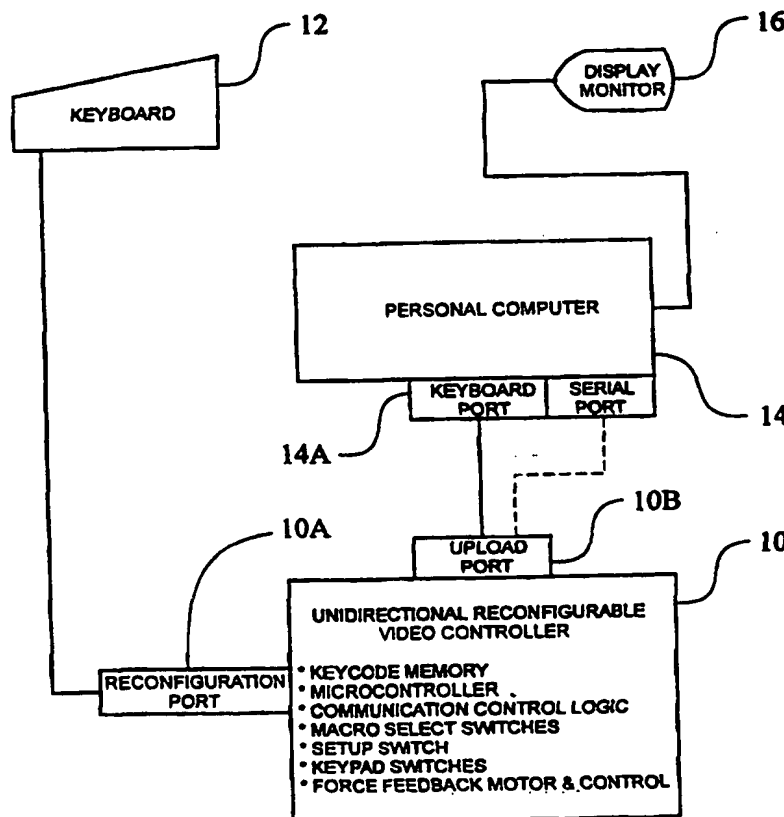 12
16
KEYBOARD
DISPLAY
MONITOR
PERSONAL COMPUTER
KEYBOARD
PORT
SERIAL
PORT
14
14A
10B
10A
10
UPLOAD
PORT
UNIDIRECTIONAL RECONFIGURABLE
VIDEO CONTROLLER
RECONFIGURATION
PORT
* KEYCODE MEMORY
* MICROCONTROLLER
* COMMUNICATION CONTROL LOGIC
* MACRO SELECT SWITCHES
* SETUP SWITCH
* KEYPAD SWITCHES
* FORCE FEEDBACK MOTOR & CONTROL